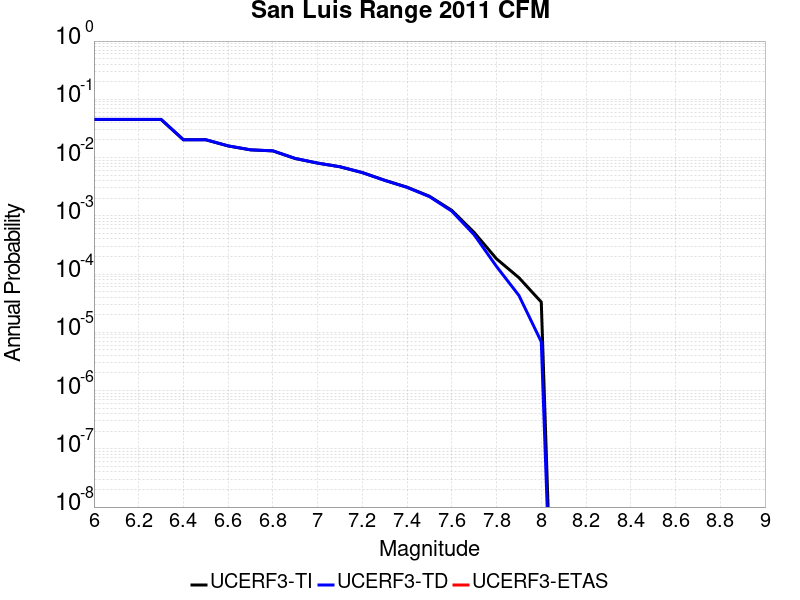 San Luis Range 2011 CFM
10^0
10^-1
10^-2
10^-3
10^-4
10^-5
10^-6
10^-7
10^-8
Annual Probability
6 6.2 6.4 6.6 6.8 7 7.2 7.4 7.6 7.8 8 8.2 8.4 8.6 8.8 9
Magnitude
UCERF3-TI UCERF3-TD UCERF3-ETAS